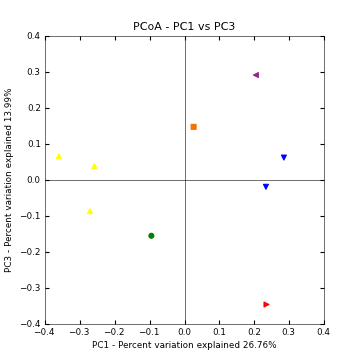 PCoA - PC1 vs PC3
0.4
0.3
0.2
0.1
0.0
−0.1
−0.2
−0.3
−0.4
PC3 - Percent variation explained 13.99%
−0.4 −0.3 −0.2 −0.1 0.0 0.1 0.2 0.3 0.4
PC1 - Percent variation explained 26.76%